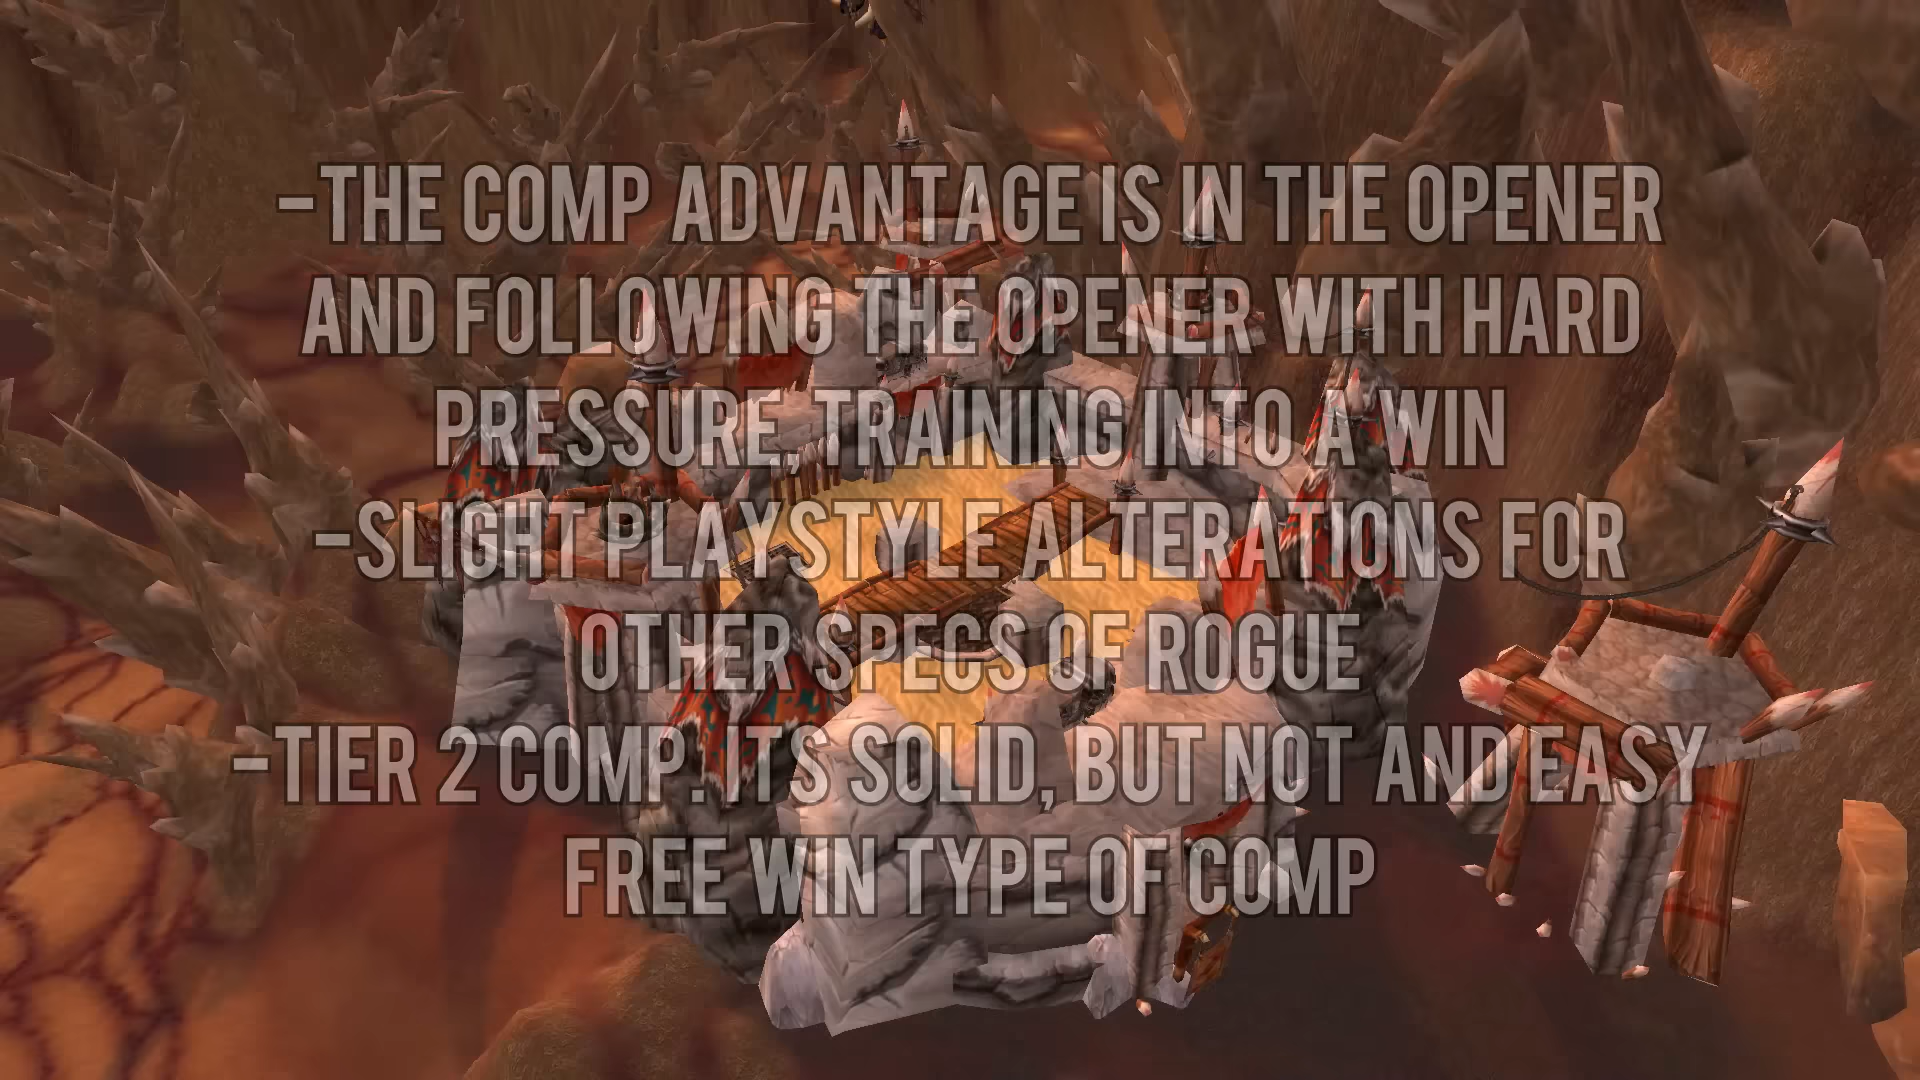 -THE COMP ADVANTAGE IS IN THE OPENER
AND FOLLOWING THE OPENER WITH HARD
PRESSURE, TRAINING INTO A WIN
-SLIGHT PLAYSTYLE ALTERATIONS FOR
OTHER SPECS OF ROGUE
-TIER 2 COMP. ITS SOLID, BUT NOT AND EASY
FREE WIN TYPE OF COMP